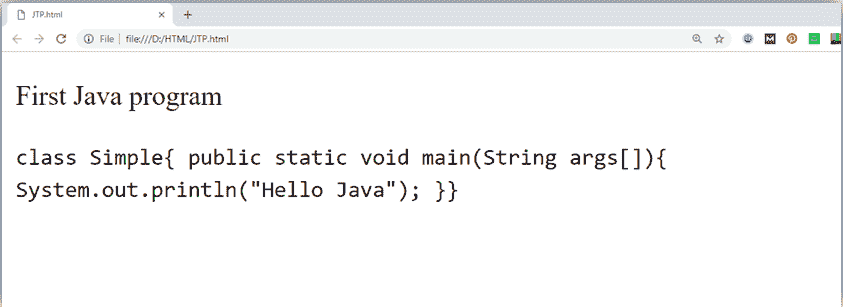 JTP.html
File | file:///D:/HTML/JTP.html
First Java program
class Simple{ public static void main(String args[]){
System.out.println("Hello Java"); }}